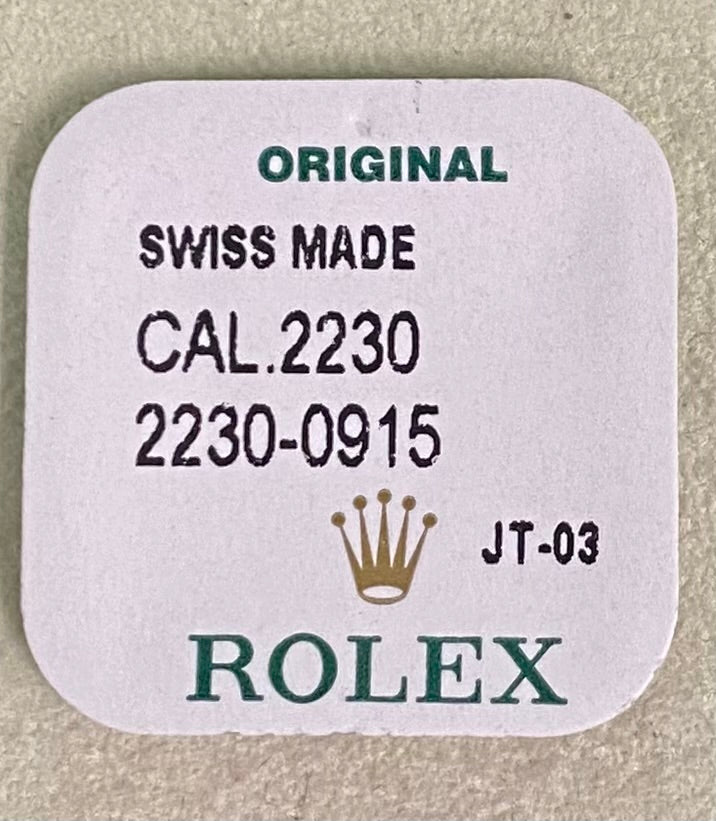 ORIGINAL
SWISS MADE
CAL.2230
2230-0915
JT-03
ROLEX